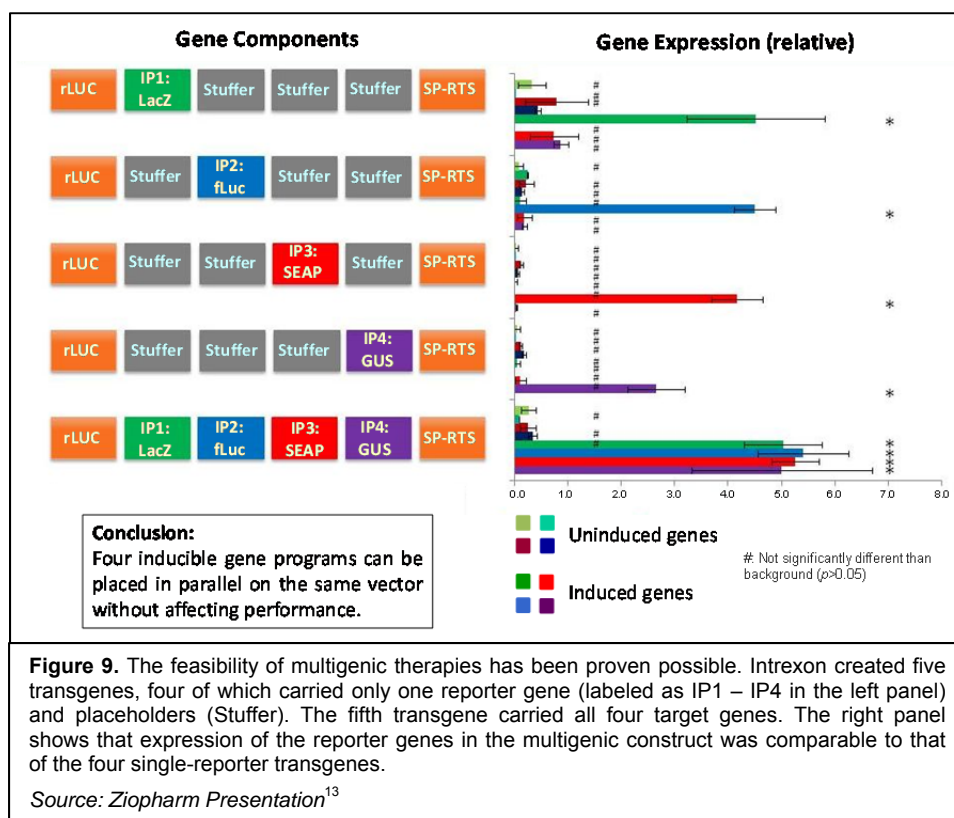 Gene Components
Gene Expression (relative)
rLUC IP1: LacZ Stuffer Stuffer Stuffer SP-RTS
rLUC Stuffer IP2: fLuc Stuffer Stuffer SP-RTS
rLUC Stuffer Stuffer IP3: SEAP Stuffer SP-RTS
rLUC Stuffer Stuffer Stuffer IP4: GUS SP-RTS
rLUC IP1: LacZ IP2: fLuc IP3: SEAP IP4: GUS SP-RTS
0.0 1.0 2.0 3.0 4.0 5.0 6.0 7.0 8.0
Conclusion:
Four inducible gene programs can be
placed in parallel on the same vector
without affecting performance.
Uninduced genes
Induced genes
#: Not significantly different than
background (p>0.05)
Figure 9. The feasibility of multigenic therapies has been proven possible. Intrexon created five
transgenes, four of which carried only one reporter gene (labeled as IP1 – IP4 in the left panel)
and placeholders (Stuffer). The fifth transgene carried all four target genes. The right panel
shows that expression of the reporter genes in the multigenic construct was comparable to that
of the four single-reporter transgenes.
Source: Ziopharm Presentation13